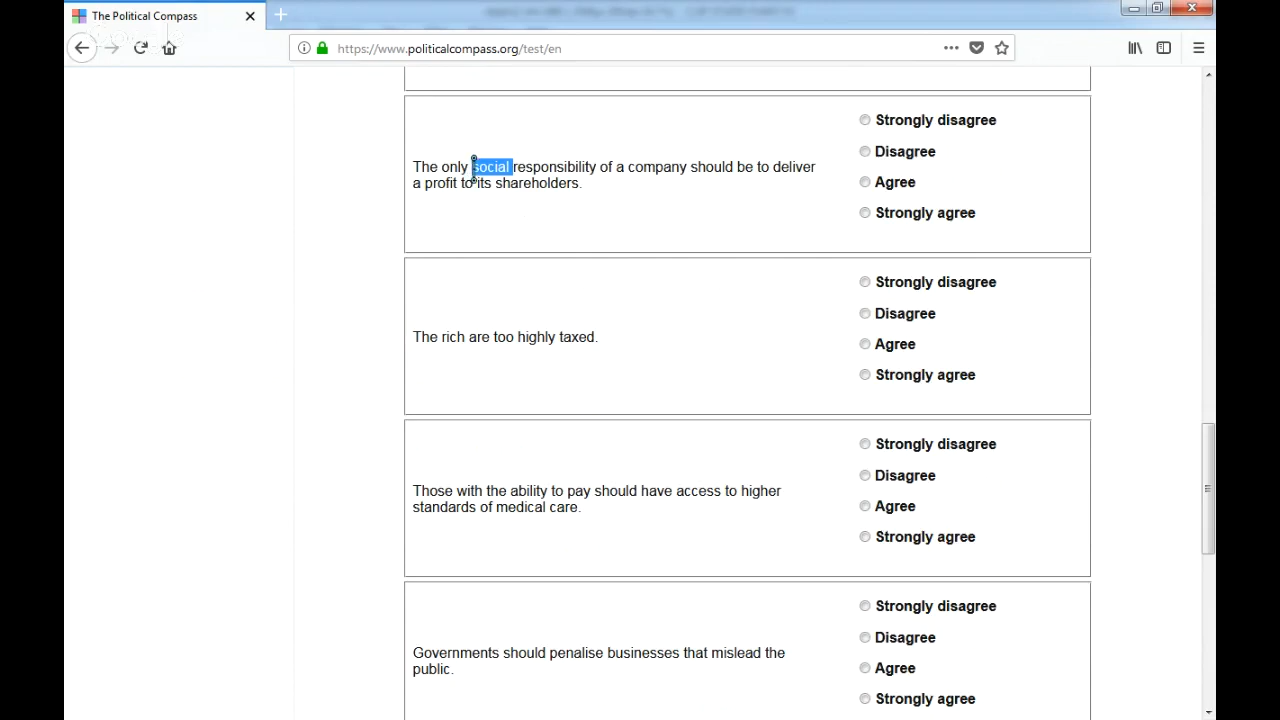 The Political Compass
https://www.politicalcompass.org/test/en
Strongly disagree
Disagree
The only social responsibility of a company should be to deliver
a profit to its shareholders.
Agree
Strongly agree
Strongly disagree
Disagree
The rich are too highly taxed.
Agree
Strongly agree
Strongly disagree
Disagree
Those with the ability to pay should have access to higher
standards of medical care.
Agree
Strongly agree
Strongly disagree
Disagree
Governments should penalise businesses that mislead the
public.
Agree
Strongly agree